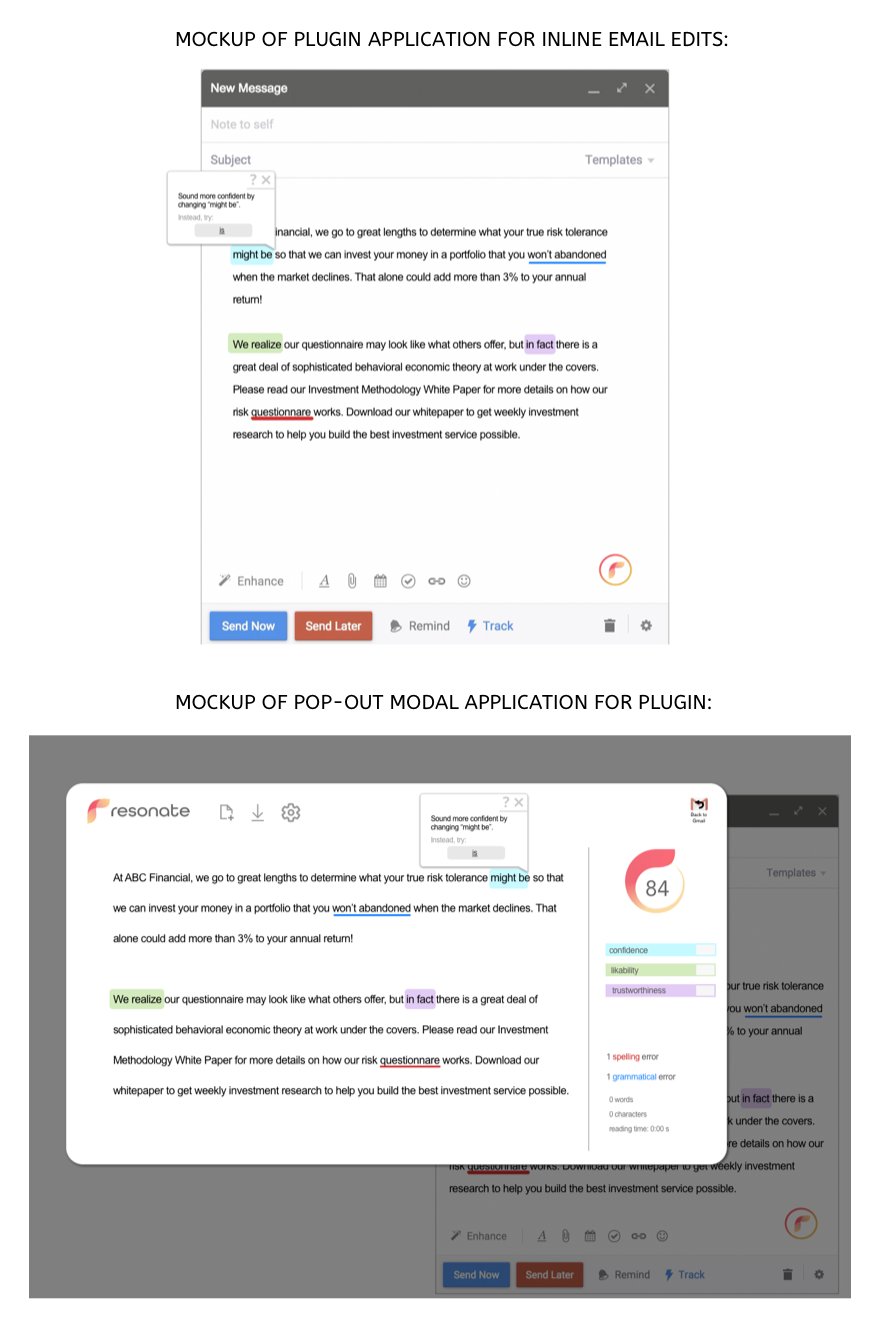 MOCKUP OF PLUGIN APPLICATION FOR INLINE EMAIL EDITS:
New Message
Note to self
Subject
Templates
Sound more confident by
changing "might be".
Instead, try:
is
inancial, we go to great lengths to determine what your true risk tolerance
might be so that we can invest your money in a portfolio that you won't abandoned
when the market declines. That alone could add more than 3% to your annual
return!
We realize our questionnaire may look like what others offer, but in fact there is a
great deal of sophisticated behavioral economic theory at work under the covers.
Please read our Investment Methodology White Paper for more details on how our
risk questionnare works. Download our whitepaper to get weekly investment
research to help you build the best investment service possible.
Enhance
Send Now
Send Later
Remind
Track
MOCKUP OF POP-OUT MODAL APPLICATION FOR PLUGIN:
resonate
Sound more confident by
changing "might be".
Instead, try:
is
Back to
Gmail
At ABC Financial, we go to great lengths to determine what your true risk tolerance might be so that
we can invest your money in a portfolio that you won't abandoned when the market declines. That
alone could add more than 3% to your annual return!
We realize our questionnaire may look like what others offer, but in fact there is a great deal of
sophisticated behavioral economic theory at work under the covers. Please read our Investment
Methodology White Paper for more details on how our risk questionnare works. Download our
whitepaper to get weekly investment research to help you build the best investment service possible.
84
confidence
likability
trustworthiness
1 spelling error
1 grammatical error
0 words
0 characters
reading time: 0:00 s
Templates
our true risk tolerance
you won't abandoned
% to your annual
but in fact there is a
k under the covers.
re details on how our
risk questionnare works. Download our whitepaper to get weekly investment
research to help you build the best investment service possible.
Enhance
Send Now
Send Later
Remind
Track